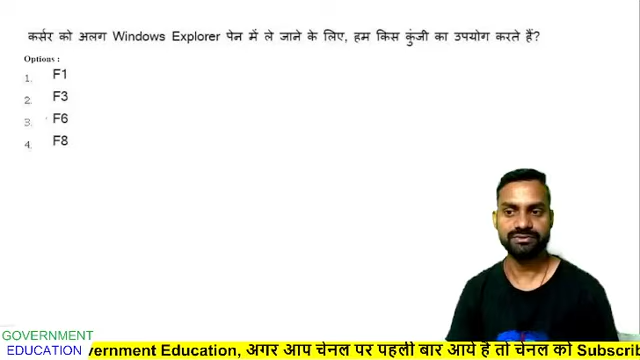 कर्सर को अलग Windows Explorer पेन में ले जाने के लिए, हम किस कुंजी का उपयोग करते हैं?
Options :
1. F1
2. F3
3. F6
4. F8
GOVERNMENT
EDUCATION
vernment Education, अगर आप चेनल पर पहली बार आये है तो चेनल को Subscrib